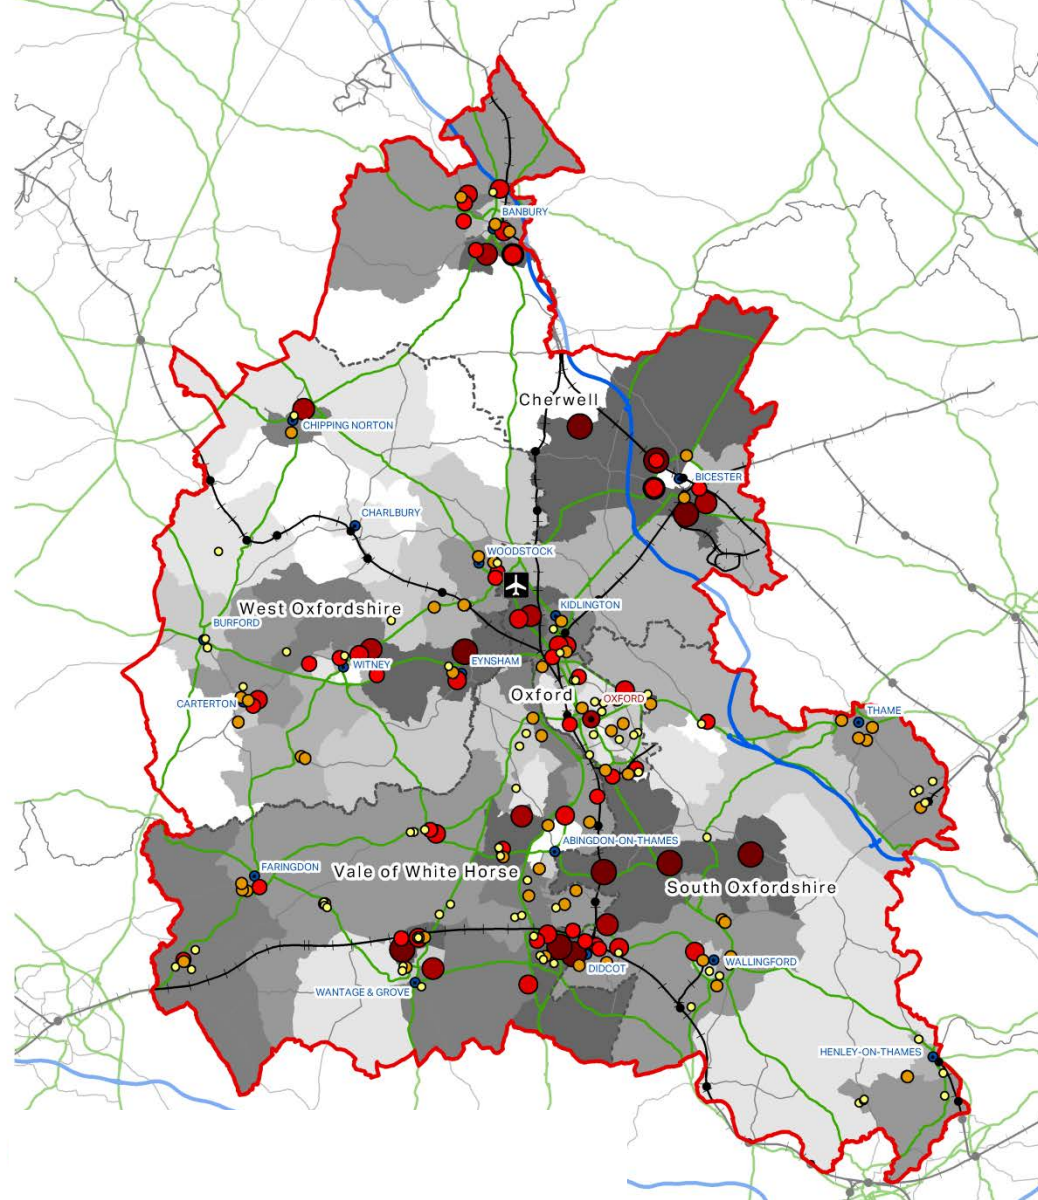 BANBURY
Cherwell
CHIPPING NORTON
BICESTER
CHARLBURY
WOODSTOCK
West Oxfordshire
KIDLINGTON
BURFORD
WITNEY
EYNSHAM
Oxford
OXFORD
CARTERTON
THAME
ABINGDON-ON-THAMES
FARINGDON
Vale of White Horse
South Oxfordshire
DIDCOT
WALLINGFORD
WANTAGE & GROVE
HENLEY-ON-THAMES